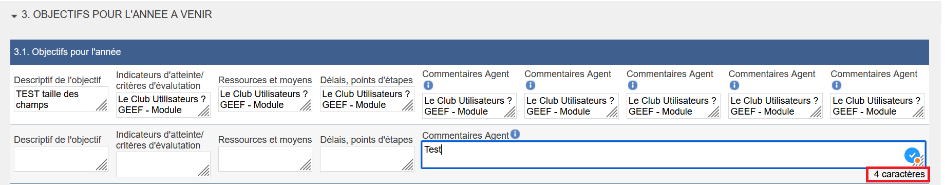 3. OBJECTIFS POUR L'ANNEE A VENIR
3.1. Objectifs pour l'année
Descriptif de l'objectif
Indicateurs d'atteinte/
critères d'évalutation
Ressources et moyens
Délais, points d'étapes
Commentaires Agent
Commentaires Agent
Commentaires Agent
Commentaires Agent
Commentaires Agent
TEST taille des
champs
Le Club Utilisateurs ?
GEEF - Module
Le Club Utilisateurs ?
GEEF - Module
Le Club Utilisateurs ?
GEEF - Module
Le Club Utilisateurs ?
GEEF - Module
Le Club Utilisateurs ?
GEEF - Module
Le Club Utilisateurs ?
GEEF - Module
Le Club Utilisateurs ?
GEEF - Module
Le Club Utilisateurs ?
GEEF - Module
Descriptif de l'objectif
Indicateurs d'atteinte/
critères d'évalutation
Ressources et moyens
Délais, points d'étapes
Commentaires Agent
Test
4 caractères